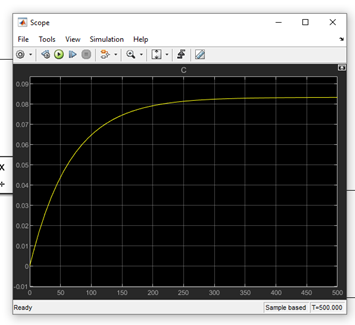 Scope
File Tools View Simulation Help
C
0.09
0.08
0.07
0.06
0.05
0.04
0.03
0.02
0.01
0
-0.01
0 50 100 150 200 250 300 350 400 450 500
x
÷
Ready Sample based T=500.000